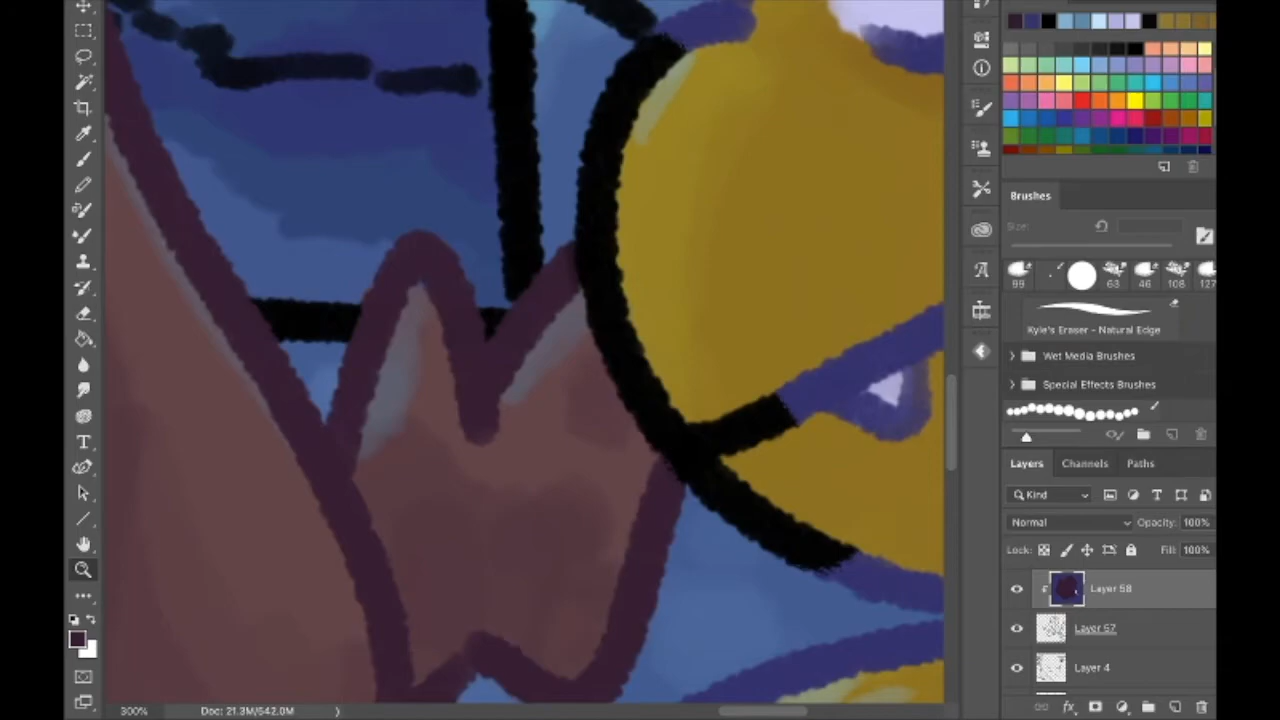 Brushes
Size:
99
63
46
108
127
Kyle's Eraser - Natural Edge
Wet Media Brushes
Special Effects Brushes
Layers
Channels
Paths
Kind
Normal
Opacity: 100%
Lock:
Fill: 100%
Layer 58
Layer 57
Layer 4
fx
300%
Doc: 21.3M/542.0M